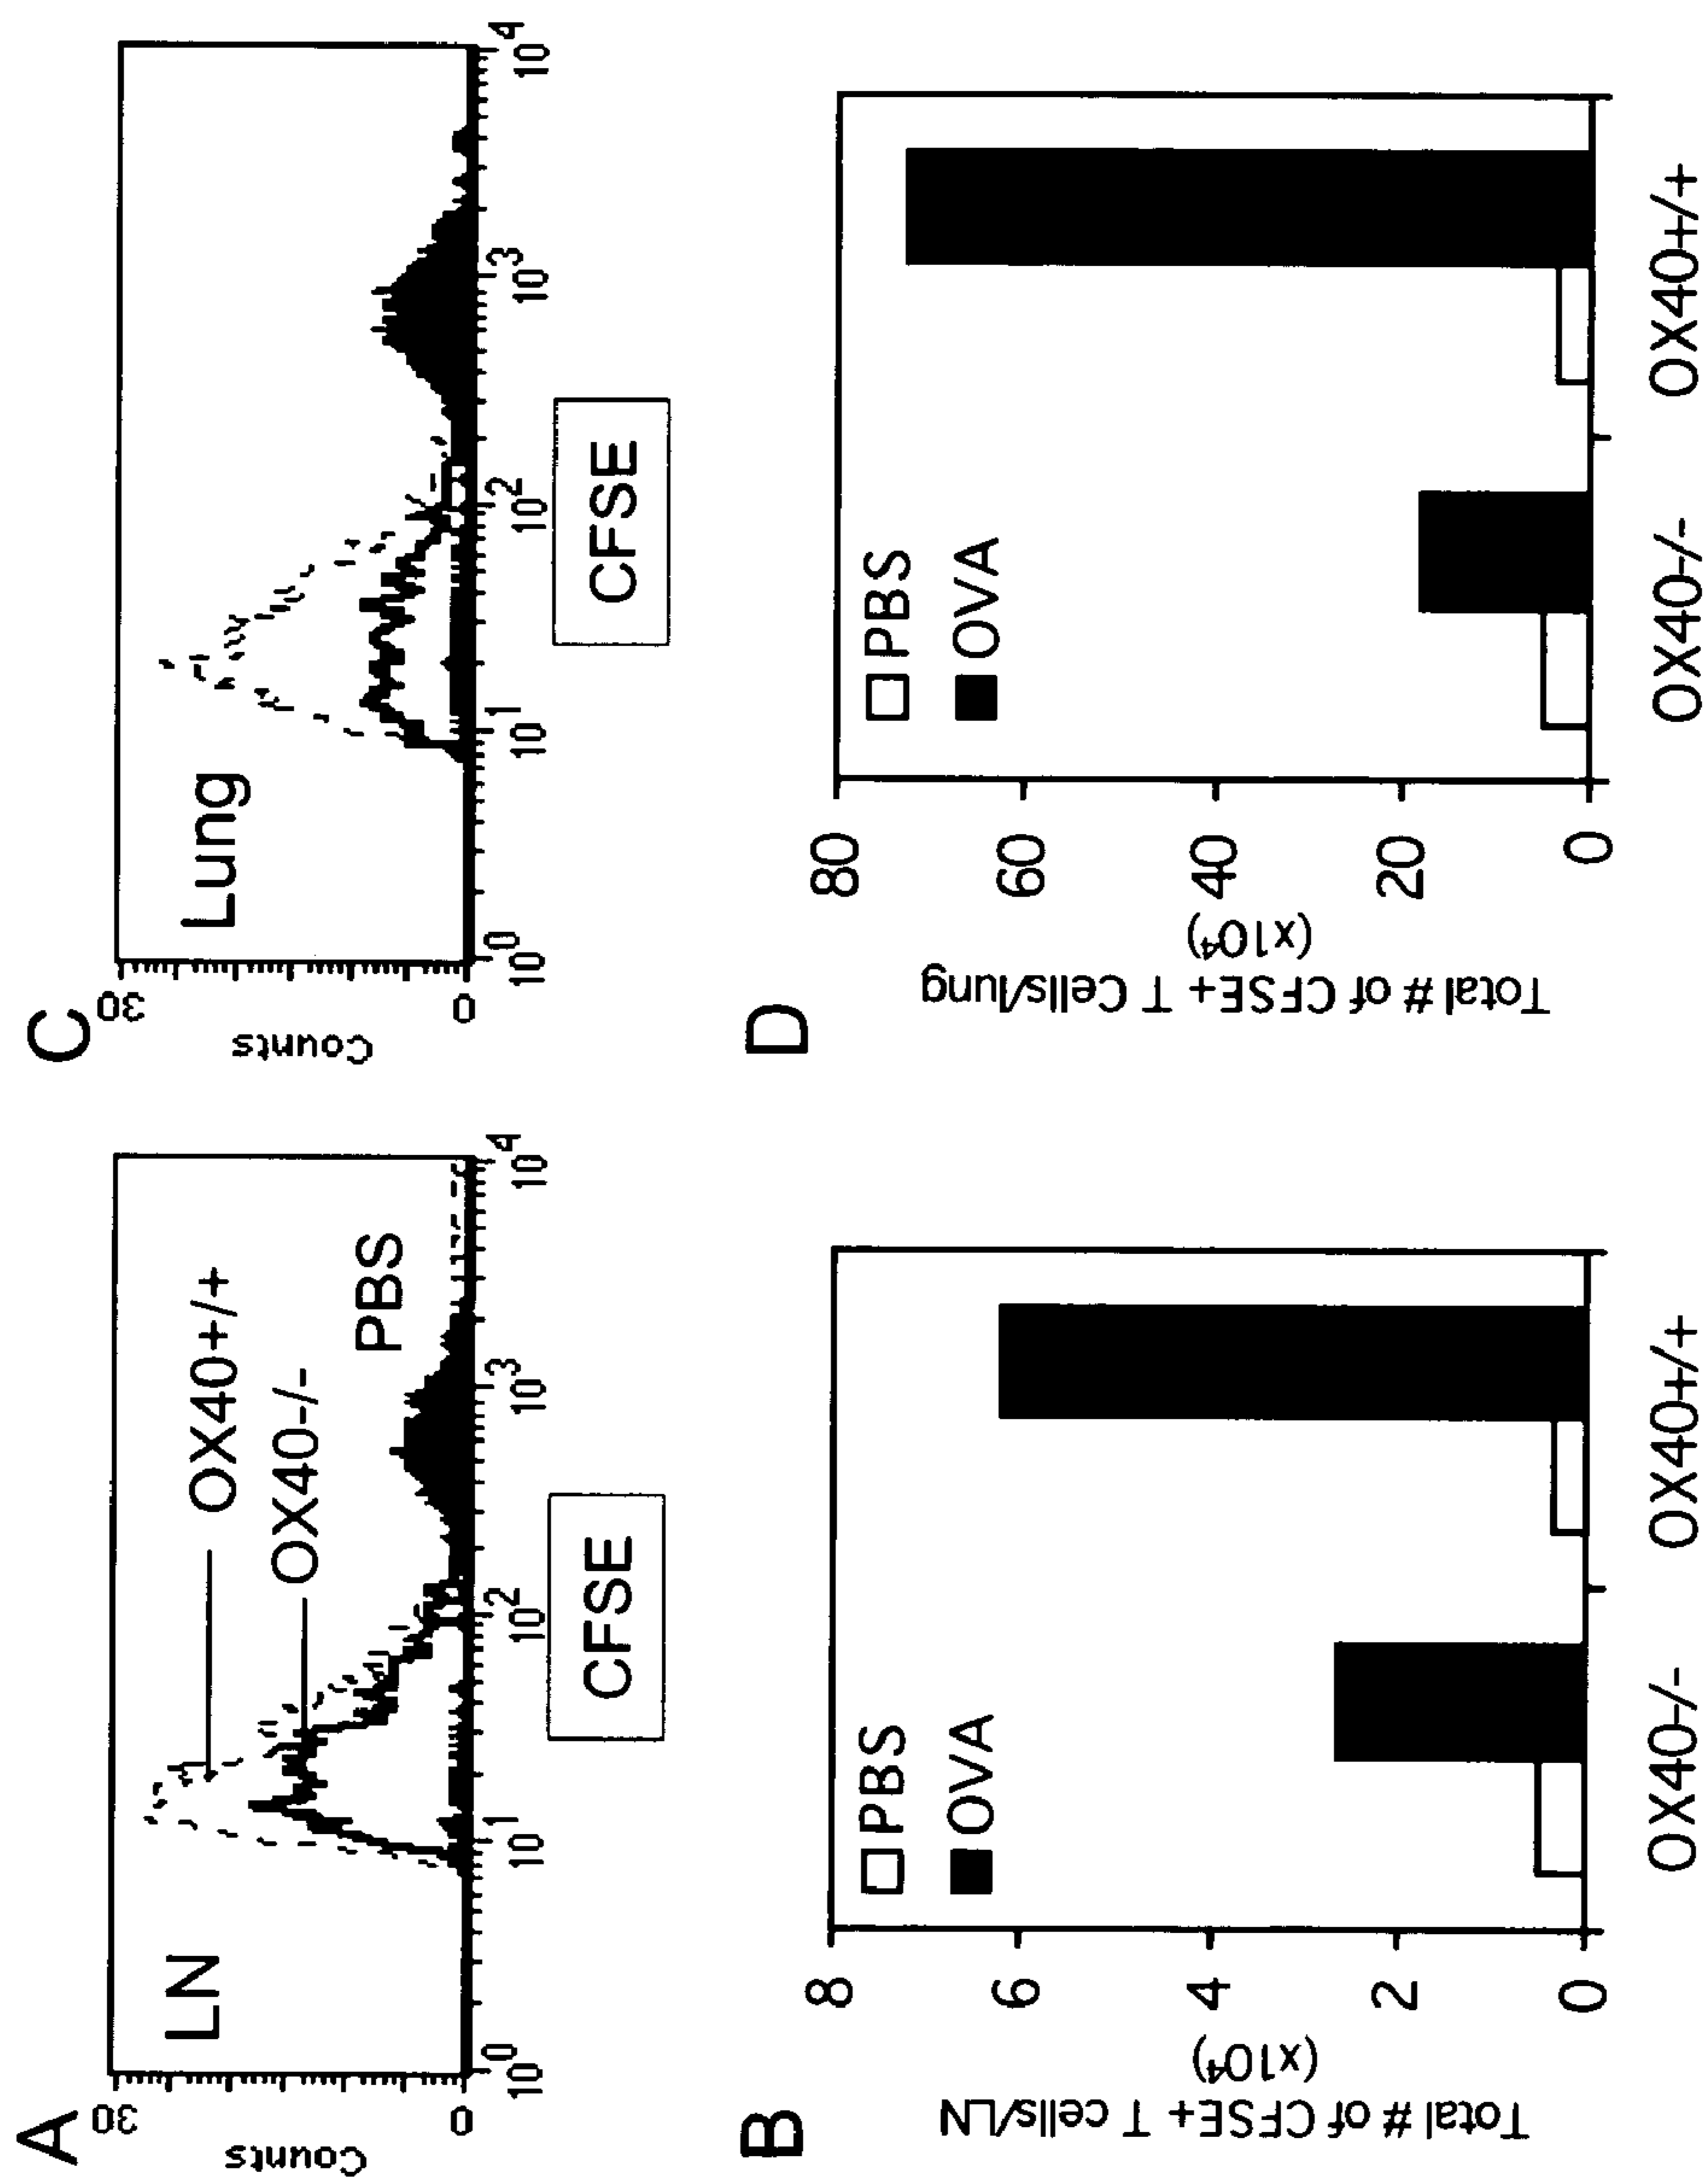 A
LN
30
0
Counts
OX40+/+
OX40-/-
PBS
10^0 10^1 10^2 10^3 10^4
CFSE
C
Lung
30
0
Counts
10^0 10^1 10^2 10^3 10^4
CFSE
B
Total # of CFSE+ T cells/LN
(x10^4)
8
6
4
2
0
PBS
OVA
OX40-/- OX40+/+
D
Total # of CFSE+ T Cells/lung
(x10^4)
80
60
40
20
0
PBS
OVA
OX40-/- OX40+/+